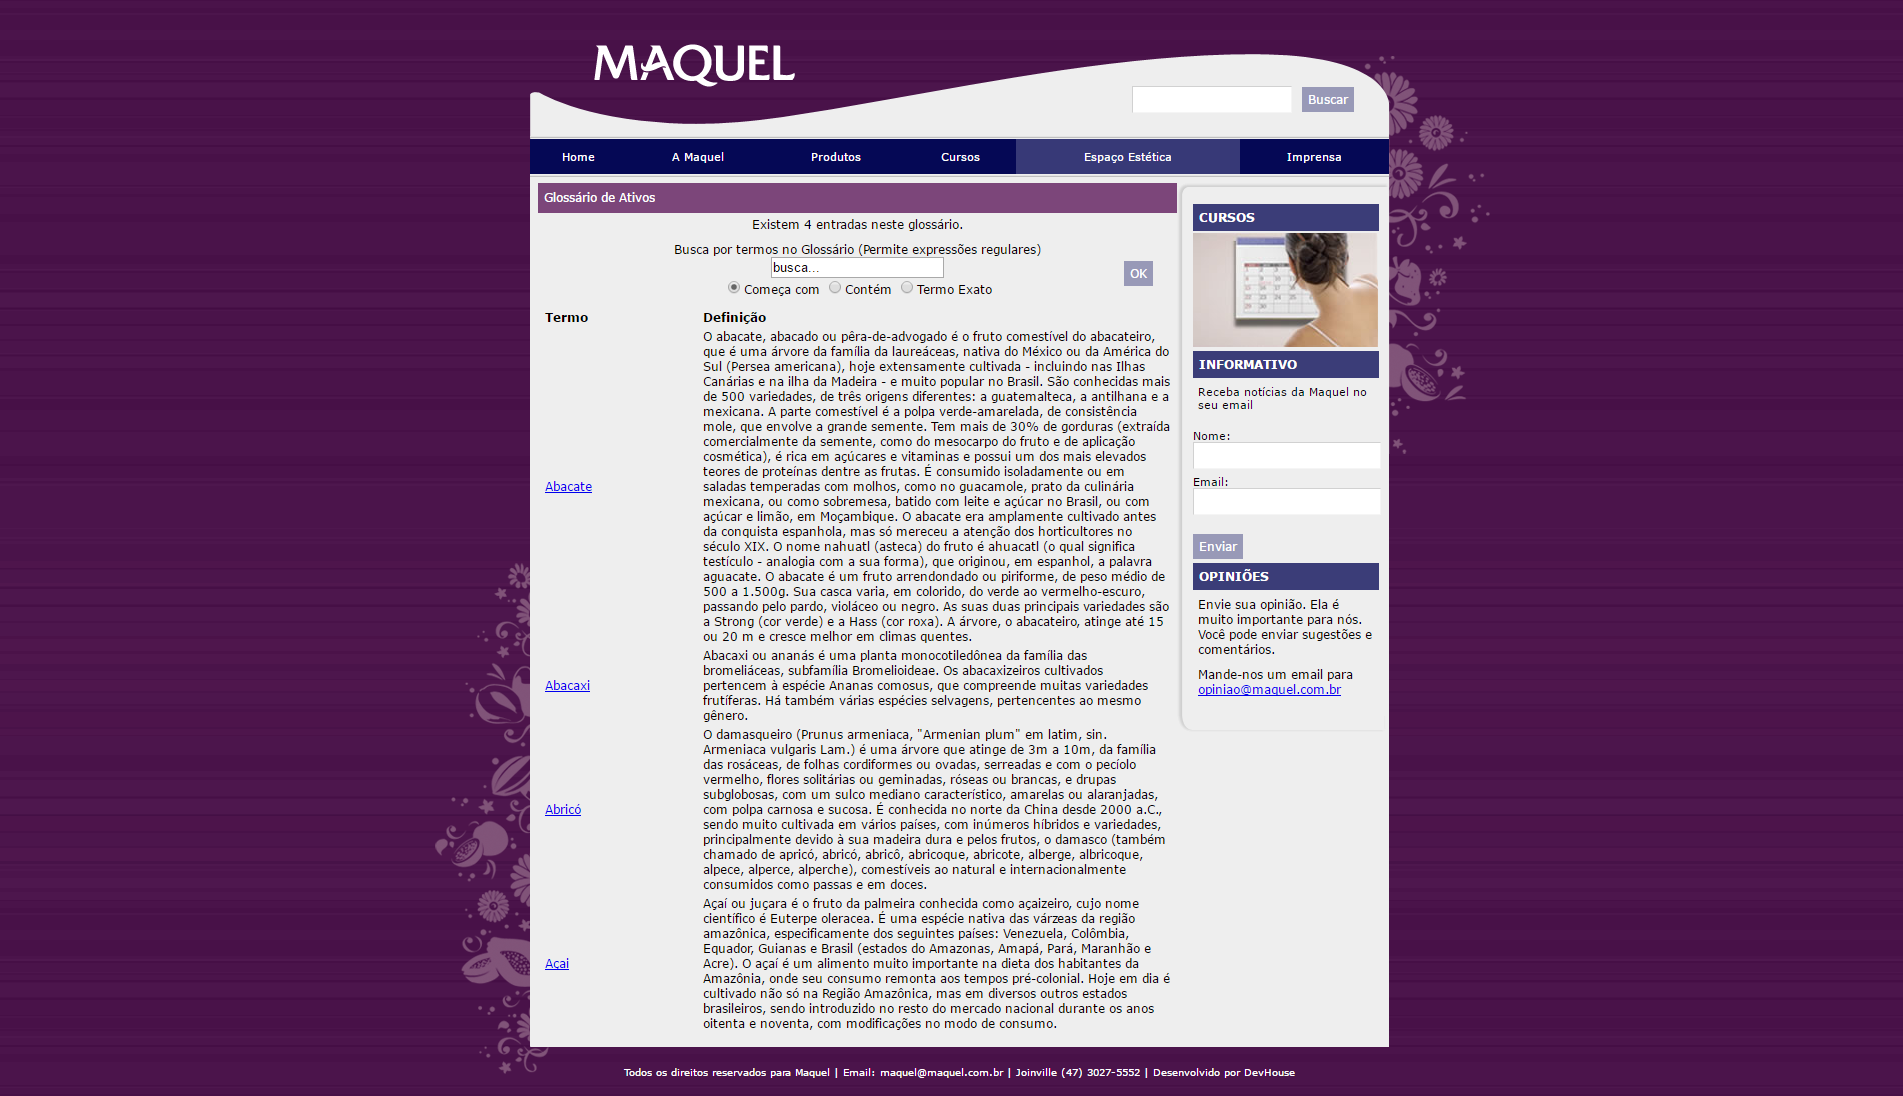 MAQUEL
Buscar
Home A Maquel Produtos Cursos Espaço Estética Imprensa
Glossário de Ativos
Existem 4 entradas neste glossário.
Busca por termos no Glossário (Permite expressões regulares)
busca...
OK
Começa com Contém Termo Exato
Termo Definição
Abacate
O abacate, abacado ou pêra-de-advogado é o fruto comestível do abacateiro,
que é uma árvore da família da laureáceas, nativa do México ou da América do
Sul (Persea americana), hoje extensamente cultivada - incluindo nas Ilhas
Canárias e na ilha da Madeira - e muito popular no Brasil. São conhecidas mais
de 500 variedades, de três origens diferentes: a guatemalteca, a antilhana e a
mexicana. A parte comestível é a polpa verde-amarelada, de consistência
mole, que envolve a grande semente. Tem mais de 30% de gorduras (extraída
comercialmente da semente, como do mesocarpo do fruto e de aplicação
cosmética), é rica em açúcares e vitaminas e possui um dos mais elevados
teores de proteínas dentre as frutas. É consumido isoladamente ou em
saladas temperadas com molhos, como no guacamole, prato da culinária
mexicana, ou como sobremesa, batido com leite e açúcar no Brasil, ou com
açúcar e limão, em Moçambique. O abacate era amplamente cultivado antes
da conquista espanhola, mas só mereceu a atenção dos horticultores no
século XIX. O nome nahuatl (asteca) do fruto é ahuacatl (o qual significa
testículo - analogia com a sua forma), que originou, em espanhol, a palavra
aguacate. O abacate é um fruto arrendondado ou piriforme, de peso médio de
500 a 1.500g. Sua casca varia, em colorido, do verde ao vermelho-escuro,
passando pelo pardo, violáceo ou negro. As suas duas principais variedades são
a Strong (cor verde) e a Hass (cor roxa). A árvore, o abacateiro, atinge até 15
ou 20 m e cresce melhor em climas quentes.
Abacaxi
Abacaxi ou ananás é uma planta monocotiledônea da família das
bromeliáceas, subfamília Bromelioideae. Os abacaxizeiros cultivados
pertencem à espécie Ananas comosus, que compreende muitas variedades
frutíferas. Há também várias espécies selvagens, pertencentes ao mesmo
gênero.
Abricó
O damasqueiro (Prunus armeniaca, "Armenian plum" em latim, sin.
Armeniaca vulgaris Lam.) é uma árvore que atinge de 3m a 10m, da família
das rosáceas, de folhas cordiformes ou ovadas, serreadas e com o pecíolo
vermelho, flores solitárias ou geminadas, róseas ou brancas, e drupas
subglobosas, com um sulco mediano característico, amarelas ou alaranjadas,
com polpa carnosa e sucosa. É conhecida no norte da China desde 2000 a.C.,
sendo muito cultivada em vários países, com inúmeros híbridos e variedades,
principalmente devido à sua madeira dura e pelos frutos, o damasco (também
chamado de apricó, abricó, abricô, abricoque, abricote, alberge, albricoque,
alpece, alperce, alperche), comestíveis ao natural e internacionalmente
consumidos como passas e em doces.
Açai
Açaí ou juçara é o fruto da palmeira conhecida como açaizeiro, cujo nome
científico é Euterpe oleracea. É uma espécie nativa das várzeas da região
amazônica, especificamente dos seguintes países: Venezuela, Colômbia,
Equador, Guianas e Brasil (estados do Amazonas, Amapá, Pará, Maranhão e
Acre). O açaí é um alimento muito importante na dieta dos habitantes da
Amazônia, onde seu consumo remonta aos tempos pré-colonial. Hoje em dia é
cultivado não só na Região Amazônica, mas em diversos outros estados
brasileiros, sendo introduzido no resto do mercado nacional durante os anos
oitenta e noventa, com modificações no modo de consumo.
CURSOS
INFORMATIVO
Receba notícias da Maquel no
seu email
Nome:
Email:
Enviar
OPINIÕES
Envie sua opinião. Ela é
muito importante para nós.
Você pode enviar sugestões e
comentários.
Mande-nos um email para
opiniao@maquel.com.br
Todos os direitos reservados para Maquel | Email: maquel@maquel.com.br | Joinville (47) 3027-5552 | Desenvolvido por DevHouse